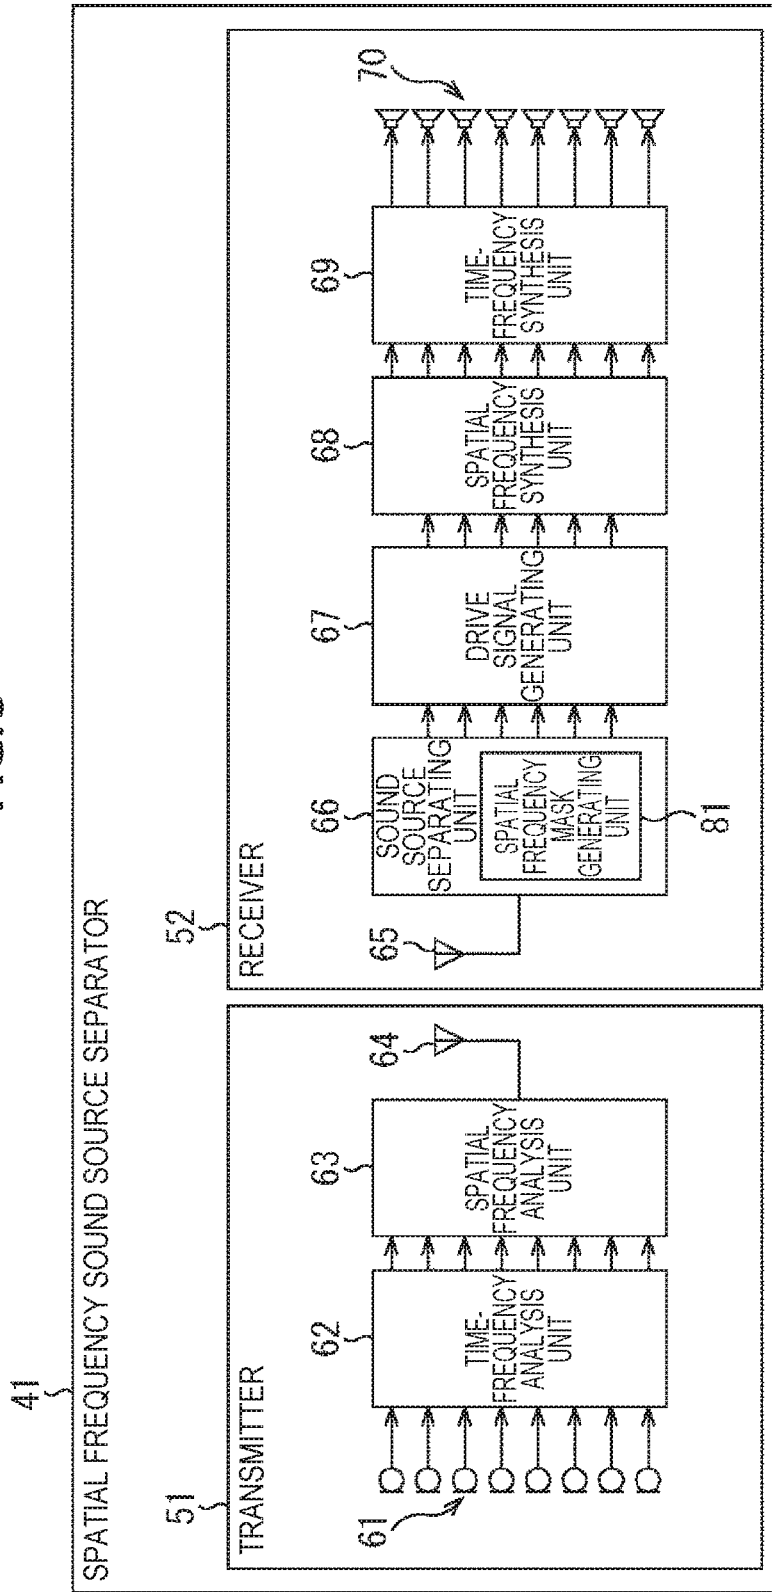 41
SPATIAL FREQUENCY SOUND SOURCE SEPARATOR
51
TRANSMITTER
61
62
TIME-
FREQUENCY
ANALYSIS
UNIT
63
SPATIAL
FREQUENCY
ANALYSIS
UNIT
64
52
RECEIVER
65
66
SOUND
SOURCE
SEPARATING
UNIT
SPATIAL
FREQUENCY
MASK
GENERATING
UNIT
81
67
DRIVE
SIGNAL
GENERATING
UNIT
68
SPATIAL
FREQUENCY
SYNTHESIS
UNIT
69
TIME-
FREQUENCY
SYNTHESIS
UNIT
70